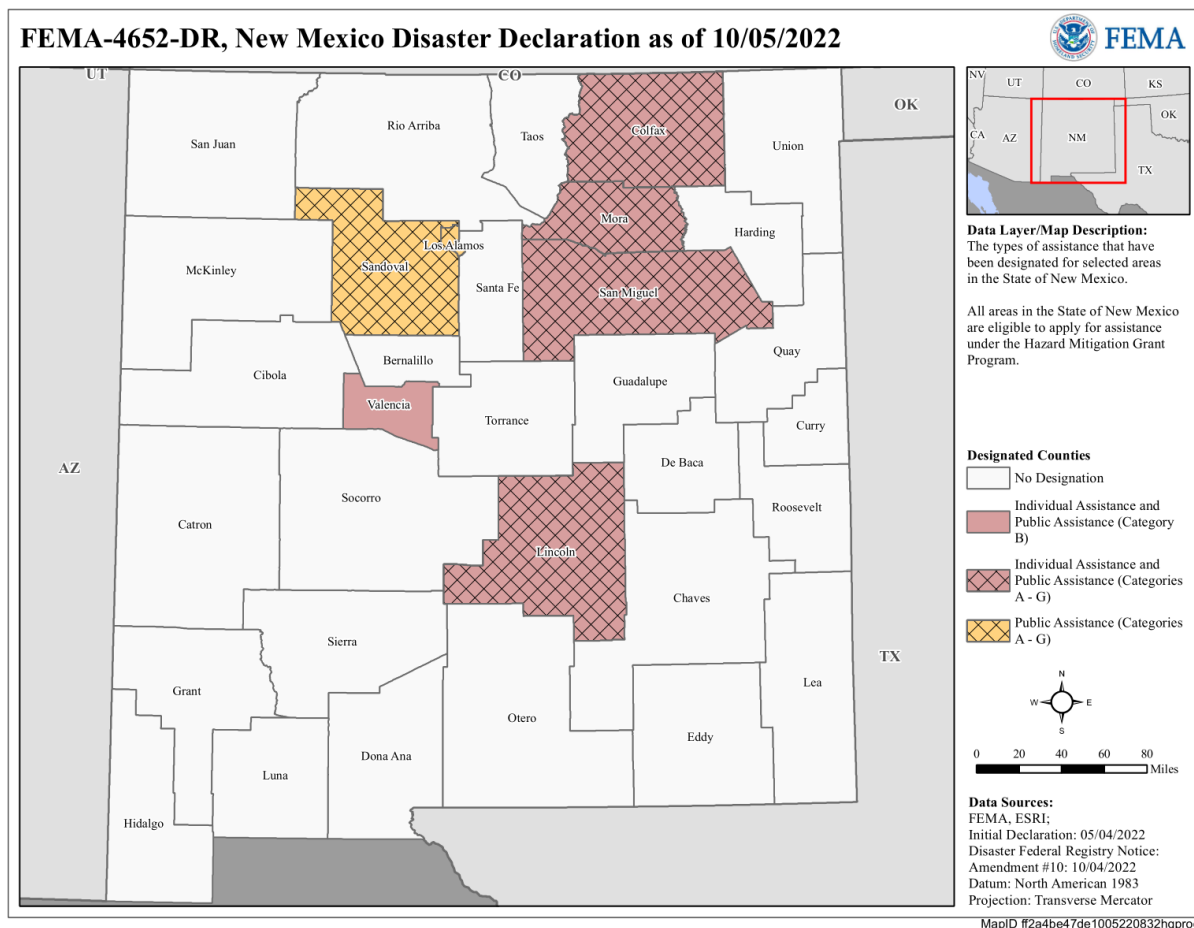 FEMA-4652-DR, New Mexico Disaster Declaration as of 10/05/2022
FEMA
UT
CO
OK
AZ
TX
San Juan
Rio Arriba
Taos
Colfax
Union
Mora
Harding
Los Alamos
McKinley
Sandoval
Santa Fe
San Miguel
Quay
Bernalillo
Cibola
Guadalupe
Valencia
Torrance
Curry
De Baca
Socorro
Roosevelt
Catron
Lincoln
Chaves
Sierra
Grant
Lea
Otero
Eddy
Dona Ana
Luna
Hidalgo
NV
UT
CO
KS
OK
CA
AZ
NM
TX
Data Layer/Map Description:
The types of assistance that have
been designated for selected areas
in the State of New Mexico.
All areas in the State of New Mexico
are eligible to apply for assistance
under the Hazard Mitigation Grant
Program.
Designated Counties
No Designation
Individual Assistance and
Public Assistance (Category
B)
Individual Assistance and
Public Assistance (Categories
A - G)
Public Assistance (Categories
A - G)
N
W
E
S
0 20 40 60 80
Miles
Data Sources:
FEMA, ESRI;
Initial Declaration: 05/04/2022
Disaster Federal Registry Notice:
Amendment #10: 10/04/2022
Datum: North American 1983
Projection: Transverse Mercator
MapID ff2a4be47de1005220832hqpro